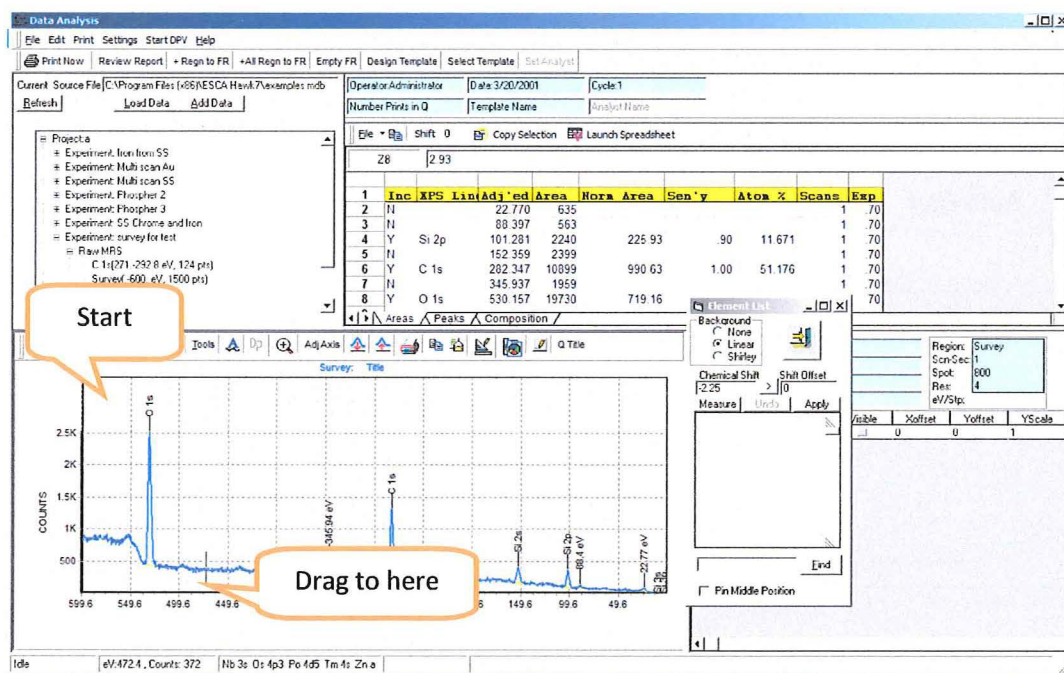 Data Analysis
File Edit Print Settings Start DPV Help
Print Now Review Report + Regn to FR +All Regn to FR Empty FR Design Template Select Template Set Analyst
Current Source File C:\Program Files (x86)\ESCA Hawk7\examples.mdb
Refresh Load Data Add Data
Operator:Administrator Date:3/20/2001 Cycle:1
Number Prints in Q Template Name Analyst Name
File Shift 0 Copy Selection Launch Spreadsheet
Z8 2.93
Project:a
Experiment: Iron from SS
Experiment: Multi scan Au
Experiment: Multi scan SS
Experiment: Phospher 2
Experiment: Phospher 3
Experiment: SS Chrome and Iron
Experiment: survey for test
Raw MRS
C 1s(271 -292.8 eV, 124 pts)
Survey( -600. eV, 1500 pts)
1 Inc XPS Lin Adj'ed Area Norm Area Sen'y Atom % Scans Exp
2 N 22.770 635 1 .70
3 N 88.397 563 1 .70
4 Y Si 2p 101.281 2240 225.93 .90 11.671 1 .70
5 N 152.359 2399 1 .70
6 Y C 1s 282.347 10899 990.63 1.00 51.176 1 .70
7 N 345.937 1959 1 70
8 Y O 1s 530.157 19730 719.16 70
Areas Peaks Composition
Start
Tools Dp Adj Axis Q Title
Survey: Title
COUNTS
2.5K
2K
1.5K
1K
500
O 1s
-345.94 eV
C 1s
Si 2s
Si 2p
-88.4 eV
-22.77 eV
599.6 549.6 499.6 449.6 149.6 99.6 49.6
Drag to here
Element List
Background
None
Linear
Shirley
Chemical Shift Shift Offset
-2.25 > 0
Measure Undo Apply
Find
Pin Middle Position
Region: Survey
Scn-Sec: 1
Spot: 800
Res: 4
eV/Stp:
Xoffset Yoffset YScale
0 0 1
Idle eV:472.4 , Counts: 372 Nb 3s Os 4p3 Po 4d5 Tm 4s Zn a